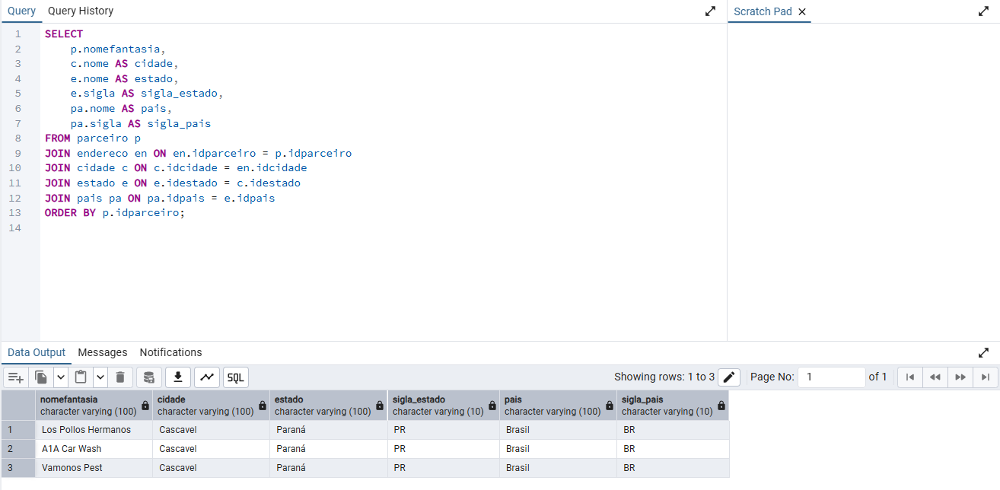 Query Query History
Scratch Pad
1 SELECT
2 p.nomefantasia,
3 c.nome AS cidade,
4 e.nome AS estado,
5 e.sigla AS sigla_estado,
6 pa.nome AS pais,
7 pa.sigla AS sigla_pais
8 FROM parceiro p
9 JOIN endereco en ON en.idparceiro = p.idparceiro
10 JOIN cidade c ON c.idcidade = en.idcidade
11 JOIN estado e ON e.idestado = c.idestado
12 JOIN pais pa ON pa.idpais = e.idpais
13 ORDER BY p.idparceiro;
14
Data Output Messages Notifications
SQL Showing rows: 1 to 3 Page No: 1 of 1
nomefantasia cidade estado sigla_estado pais sigla_pais
character varying (100) character varying (100) character varying (100) character varying (10) character varying (100) character varying (10)
1 Los Pollos Hermanos Cascavel Paraná PR Brasil BR
2 A1A Car Wash Cascavel Paraná PR Brasil BR
3 Vamonos Pest Cascavel Paraná PR Brasil BR